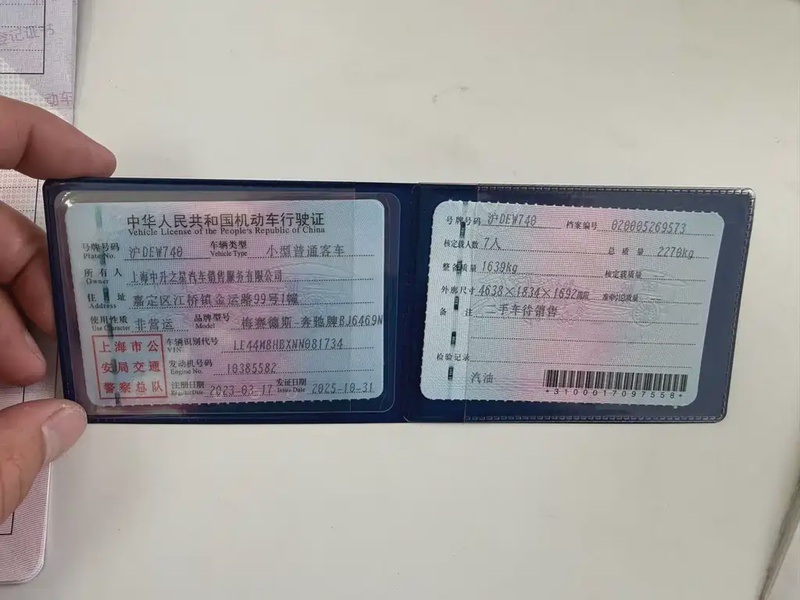 登记证书
动车
中华人民共和国机动车行驶证
Vehicle License of the People's Republic of China
号牌号码 沪DEW740 车辆类型 小型普通客车
Plate No. Vehicle Type
所有人 上海中升之星汽车销售服务有限公司
Owner
住址 嘉定区江桥镇金运路99号1幢
Address
使用性质 非营运 品牌型号 梅赛德斯-奔驰牌BJ6469N
Use Character Model
上海市公安局交通警察总队
车辆识别代号 LE44M8HBXNN081734
VIN
发动机号码 10385582
Engine No.
注册日期 2023-03-17 发证日期 2025-10-31
Register Date Issue Date
号牌号码 沪DEW740 档案编号 020005269573
核定载人数 7人 总质量 2270kg
整备质量 1639kg 核定载质量
外廓尺寸 4638×1834×1692mm 准牵引总质量 --
备注 二手车待销售
检验记录
汽油
*3100017097558*